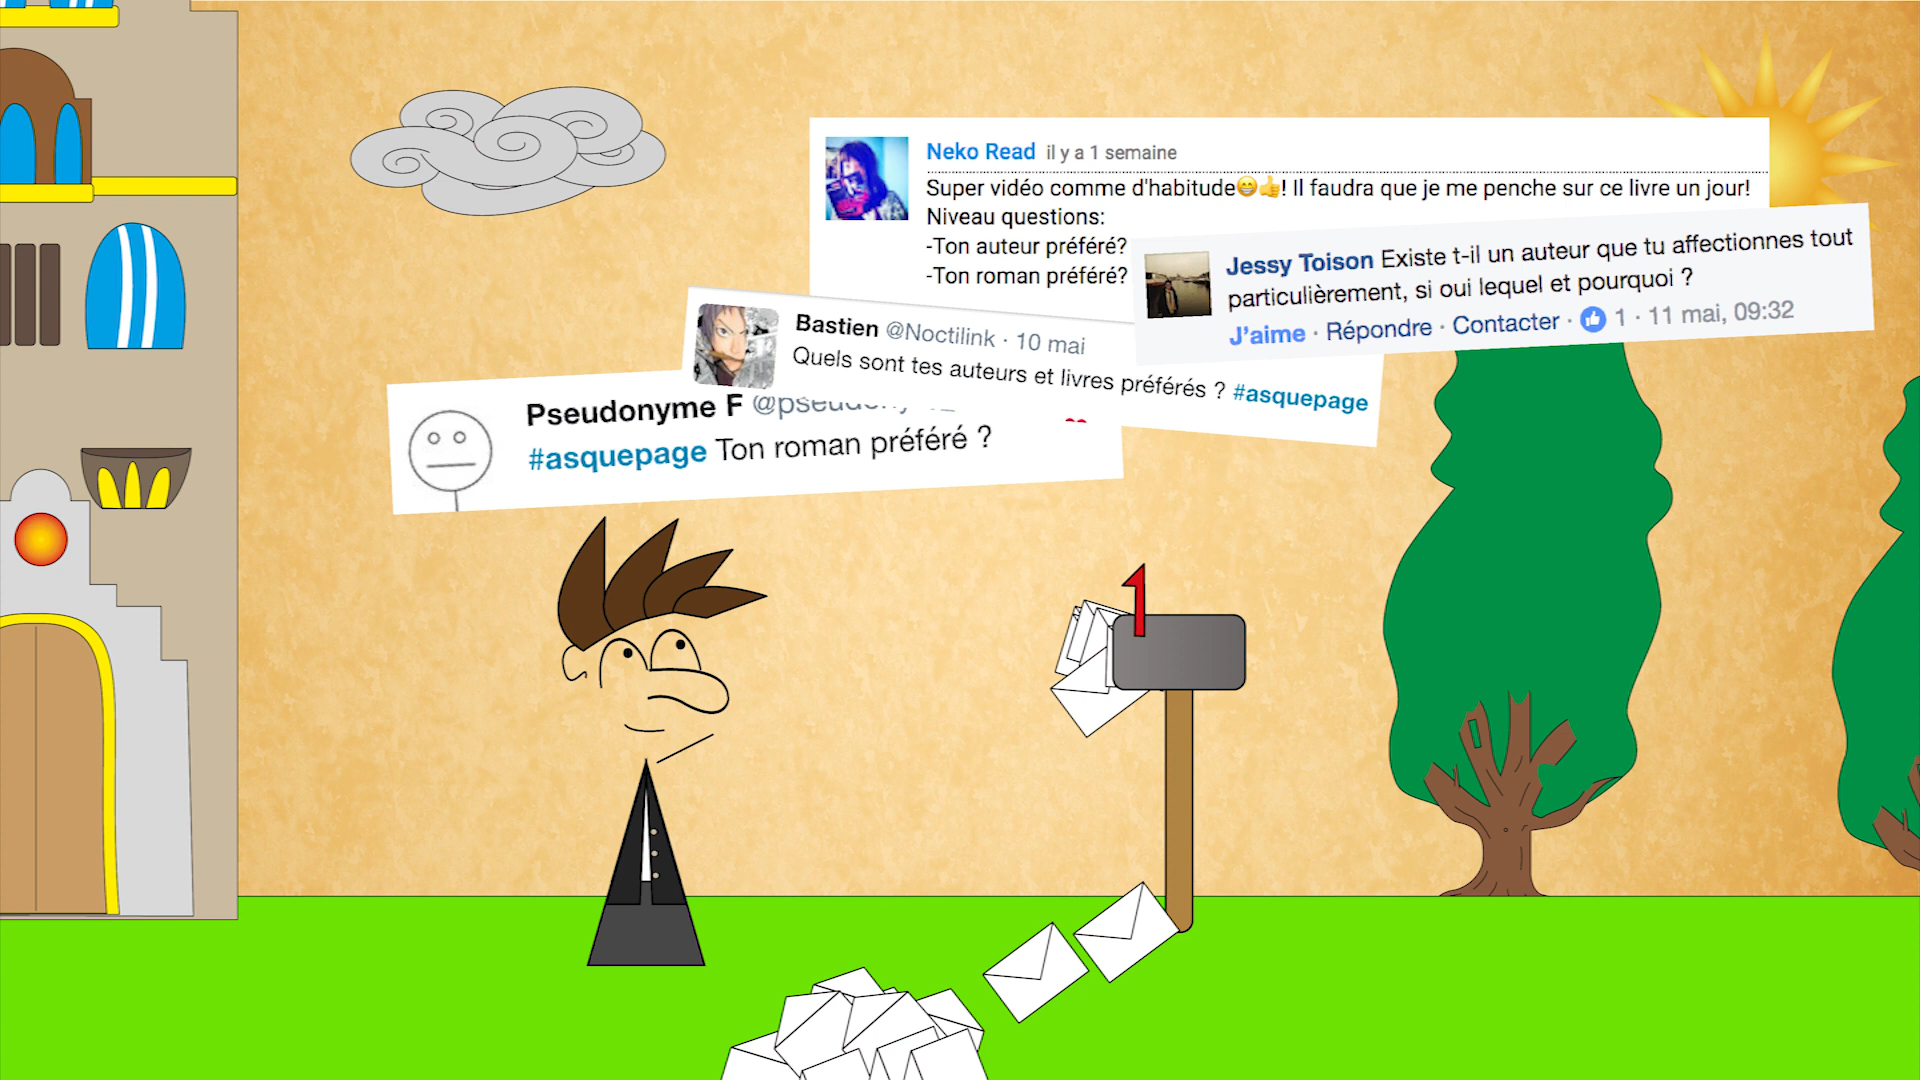 Neko Read il y a 1 semaine
Super vidéo comme d'habitude😁👍! Il faudra que je me penche sur ce livre un jour!
Niveau questions:
-Ton auteur préféré?
-Ton roman préféré?
Jessy Toison Existe t-il un auteur que tu affectionnes tout
particulièrement, si oui lequel et pourquoi ?
J'aime · Répondre · Contacter · 1 · 11 mai, 09:32
Bastien @Noctilink · 10 mai
Quels sont tes auteurs et livres préférés ? #asquepage
Pseudonyme F
#asquepage Ton roman préféré ?